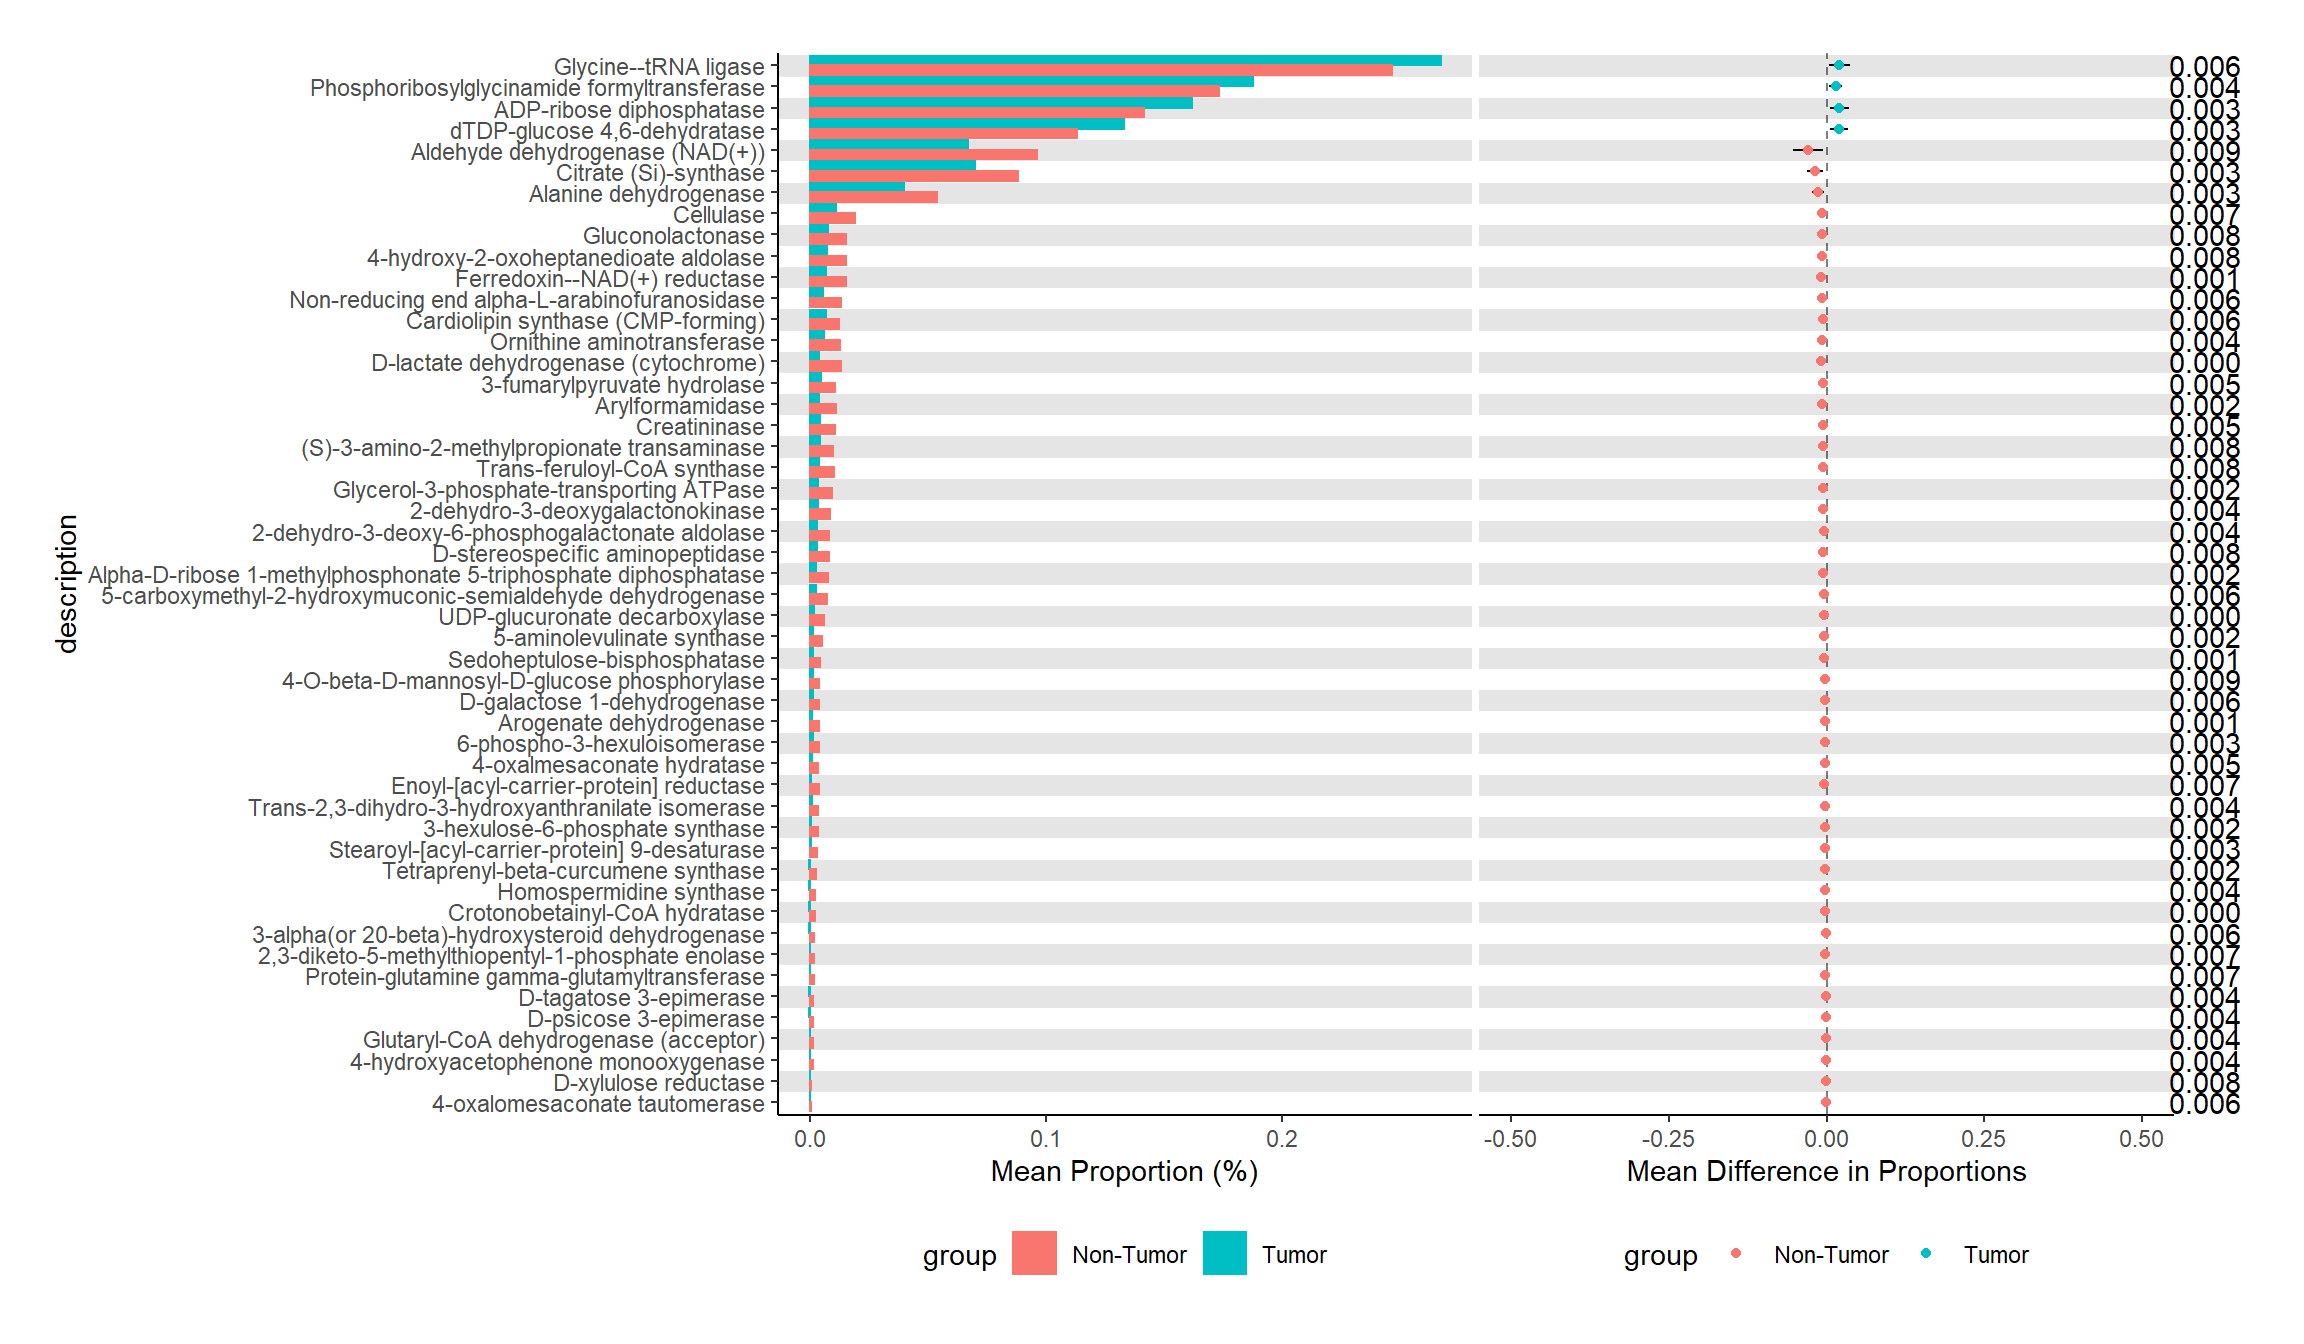 Glycine--tRNA ligase 0.006
Phosphoribosylglycinamide formyltransferase 0.004
ADP-ribose diphosphatase 0.003
dTDP-glucose 4,6-dehydratase 0.003
Aldehyde dehydrogenase (NAD(+)) 0.009
Citrate (Si)-synthase 0.003
Alanine dehydrogenase 0.003
Cellulase 0.007
Gluconolactonase 0.008
4-hydroxy-2-oxoheptanedioate aldolase 0.008
Ferredoxin--NAD(+) reductase 0.001
Non-reducing end alpha-L-arabinofuranosidase 0.006
Cardiolipin synthase (CMP-forming) 0.006
Ornithine aminotransferase 0.004
D-lactate dehydrogenase (cytochrome) 0.000
3-fumarylpyruvate hydrolase 0.005
Arylformamidase 0.002
Creatininase 0.005
(S)-3-amino-2-methylpropionate transaminase 0.008
Trans-feruloyl-CoA synthase 0.008
Glycerol-3-phosphate-transporting ATPase 0.002
2-dehydro-3-deoxygalactonokinase 0.004
2-dehydro-3-deoxy-6-phosphogalactonate aldolase 0.004
D-stereospecific aminopeptidase 0.008
Alpha-D-ribose 1-methylphosphonate 5-triphosphate diphosphatase 0.002
5-carboxymethyl-2-hydroxymuconic-semialdehyde dehydrogenase 0.006
UDP-glucuronate decarboxylase 0.000
5-aminolevulinate synthase 0.002
Sedoheptulose-bisphosphatase 0.001
4-O-beta-D-mannosyl-D-glucose phosphorylase 0.009
D-galactose 1-dehydrogenase 0.006
Arogenate dehydrogenase 0.001
6-phospho-3-hexuloisomerase 0.003
4-oxalmesaconate hydratase 0.005
Enoyl-[acyl-carrier-protein] reductase 0.007
Trans-2,3-dihydro-3-hydroxyanthranilate isomerase 0.004
3-hexulose-6-phosphate synthase 0.002
Stearoyl-[acyl-carrier-protein] 9-desaturase 0.003
Tetraprenyl-beta-curcumene synthase 0.002
Homospermidine synthase 0.004
Crotonobetainyl-CoA hydratase 0.000
3-alpha(or 20-beta)-hydroxysteroid dehydrogenase 0.006
2,3-diketo-5-methylthiopentyl-1-phosphate enolase 0.007
Protein-glutamine gamma-glutamyltransferase 0.007
D-tagatose 3-epimerase 0.004
D-psicose 3-epimerase 0.004
Glutaryl-CoA dehydrogenase (acceptor) 0.004
4-hydroxyacetophenone monooxygenase 0.004
D-xylulose reductase 0.008
4-oxalomesaconate tautomerase 0.006
description
0.0 0.1 0.2 -0.50 -0.25 0.00 0.25 0.50
Mean Proportion (%) Mean Difference in Proportions
group Non-Tumor Tumor group Non-Tumor Tumor